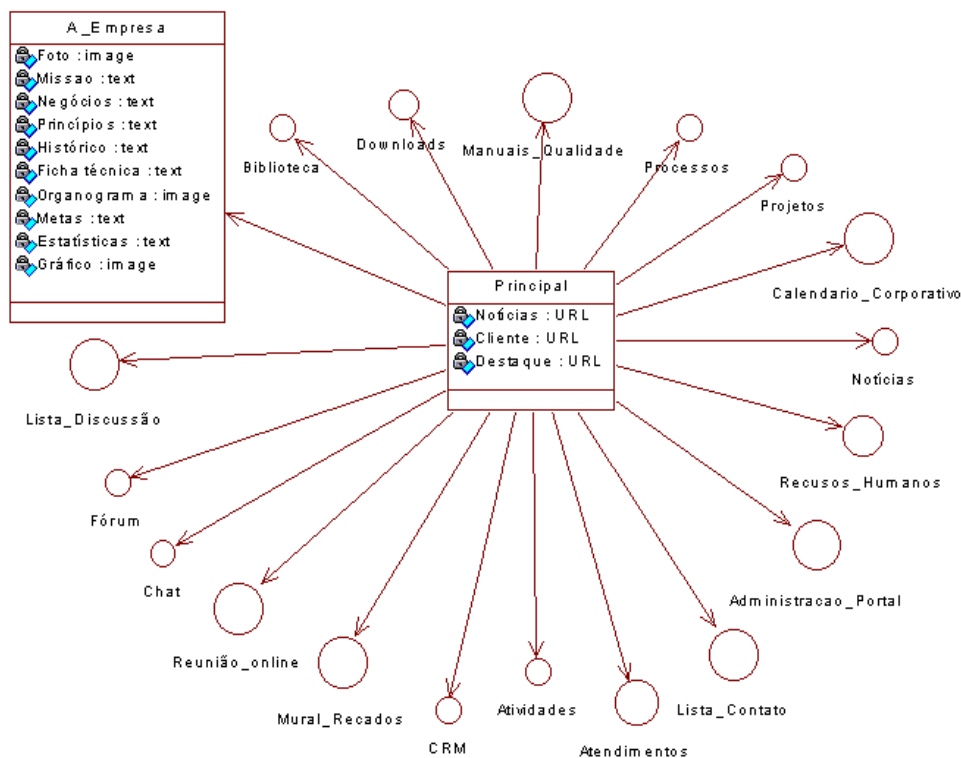 A_Empresa
Foto : image
Missao : text
Negócios : text
Princípios : text
Histórico : text
Ficha técnica : text
Organograma : image
Metas : text
Estatísticas : text
Gráfico : image
Biblioteca
Downloads
Manuais_Qualidade
Processos
Projetos
Calendario_Corporativo
Principal
Notícias : URL
Cliente : URL
Destaque : URL
Notícias
Lista_Discussão
Recusos_Humanos
Fórum
Chat
Administracao_Portal
Reunião_online
Mural_Recados
CRM
Atividades
Atendimentos
Lista_Contato